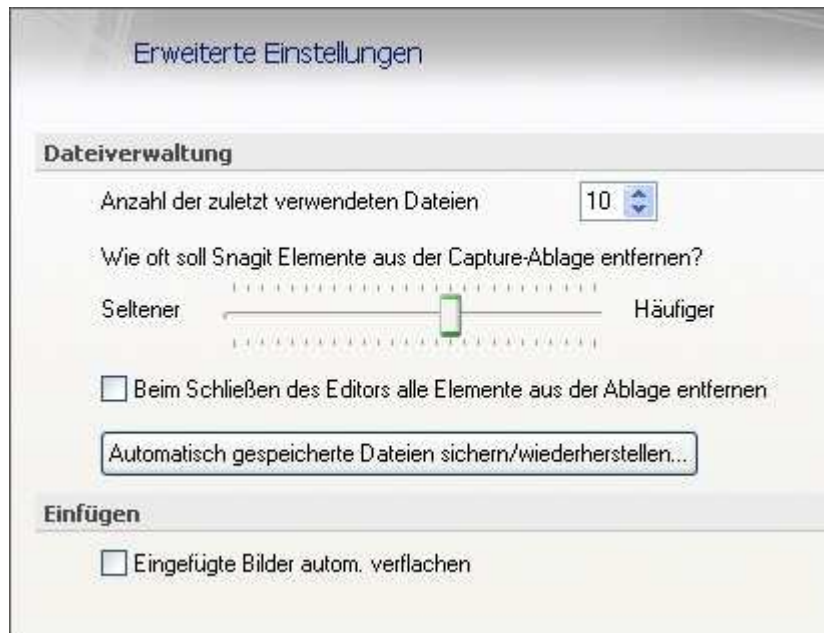 Erweiterte Einstellungen
Dateiverwaltung
Anzahl der zuletzt verwendeten Dateien 10
Wie oft soll Snagit Elemente aus der Capture-Ablage entfernen?
Seltener Häufiger
Beim Schließen des Editors alle Elemente aus der Ablage entfernen
Automatisch gespeicherte Dateien sichern/wiederherstellen...
Einfügen
Eingefügte Bilder autom. verflachen